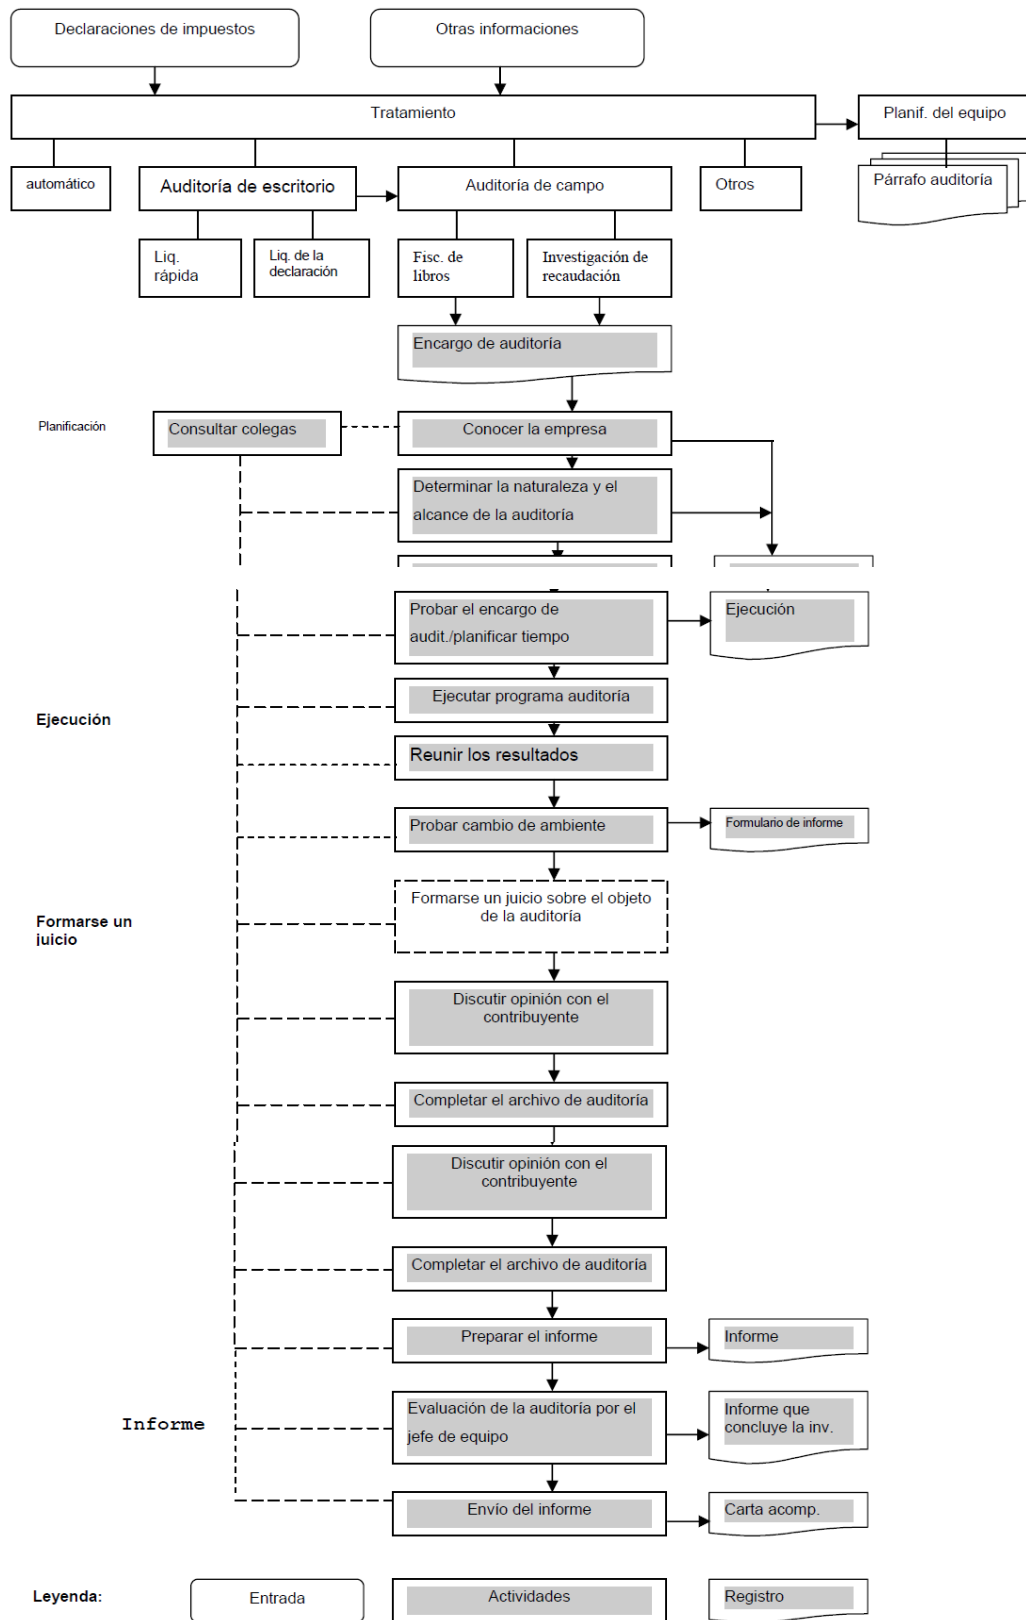 Declaraciones de impuestos
Otras informaciones
Tratamiento
Planif. del equipo
automático
Auditoría de escritorio
Auditoría de campo
Otros
Párrafo auditoría
Liq.
rápida
Liq. de la
declaración
Fisc. de
libros
Investigación de
recaudación
Encargo de auditoría
Planificación
Consultar colegas
Conocer la empresa
Determinar la naturaleza y el
alcance de la auditoría
Probar el encargo de
audit./planificar tiempo
Ejecución
Ejecutar programa auditoría
Ejecución
Reunir los resultados
Probar cambio de ambiente
Formulario de informe
Formarse un juicio sobre el objeto
de la auditoría
Formarse un
juicio
Discutir opinión con el
contribuyente
Completar el archivo de auditoría
Discutir opinión con el
contribuyente
Completar el archivo de auditoría
Preparar el informe
Informe
Informe
Evaluación de la auditoría por el
jefe de equipo
Informe que
concluye la inv.
Envío del informe
Carta acomp.
Leyenda:
Entrada
Actividades
Registro